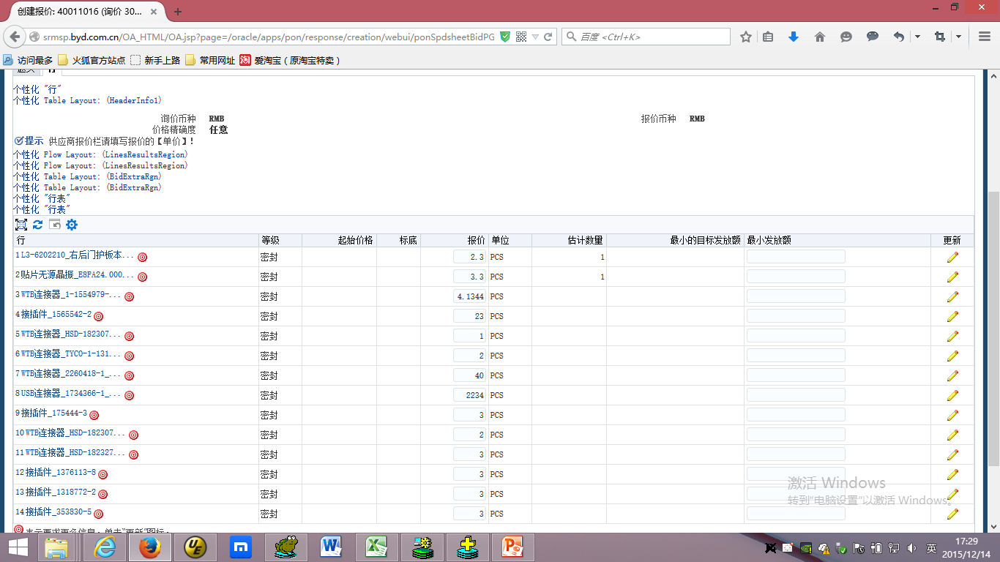 创建报价: 40011016 (询价 30...
srmsp.byd.com.cn/OA_HTML/OA.jsp?page=/oracle/apps/pon/response/creation/webui/ponSpdsheetBidPG
百度 <Ctrl+K>
访问最多 火狐官方站点 新手上路 常用网址 淘 爱淘宝（原淘宝特卖）
个性化 "行"
个性化 Table Layout: (HeaderInfo1)
询价币种 RMB 报价币种 RMB
价格精确度 任意
提示 供应商报价栏请填写报价的【单价】!
个性化 Flow Layout: (LinesResultsRegion)
个性化 Flow Layout: (LinesResultsRegion)
个性化 Table Layout: (BidExtraRgn)
个性化 Table Layout: (BidExtraRgn)
个性化 "行表"
个性化 "行表"
行 等级 起始价格 标底 报价 单位 估计数量 最小的目标发放额 最小发放额 更新
1 L3-6202210_右后门护板本... 密封 2.3 PCS 1
2 贴片无源晶振_E8FA24.000... 密封 3.3 PCS 1
3 WTB连接器_1-1554979-... 密封 4.1344 PCS
4 接插件_1565542-2 密封 23 PCS
5 WTB连接器_HSD-182307... 密封 1 PCS
6 WTB连接器_TYCO-1-131... 密封 2 PCS
7 WTB连接器_2260418-1_... 密封 40 PCS
8 USB连接器_1734366-1_... 密封 2234 PCS
9 接插件_175444-3 密封 3 PCS
10 WTB连接器_HSD-182307... 密封 2 PCS
11 WTB连接器_HSD-182327... 密封 3 PCS
12 接插件_1376113-8 密封 3 PCS
13 接插件_1318772-2 密封 3 PCS
14 接插件_353830-5 密封 3 PCS
激活 Windows
转到"电脑设置"以激活 Windows。
表示要求更多信息，单击"更新"图标。
英 17:29
2015/12/14